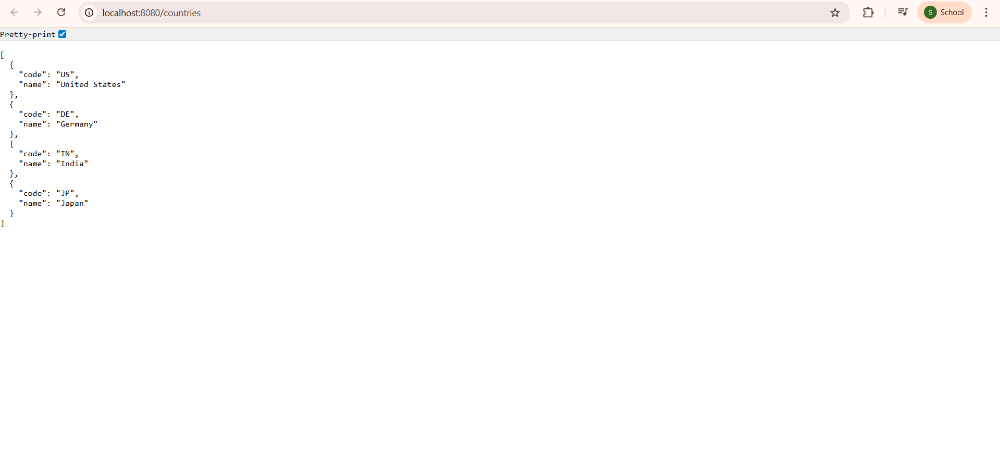 localhost:8080/countries
S School
Pretty-print
[
  {
    "code": "US",
    "name": "United States"
  },
  {
    "code": "DE",
    "name": "Germany"
  },
  {
    "code": "IN",
    "name": "India"
  },
  {
    "code": "JP",
    "name": "Japan"
  }
]